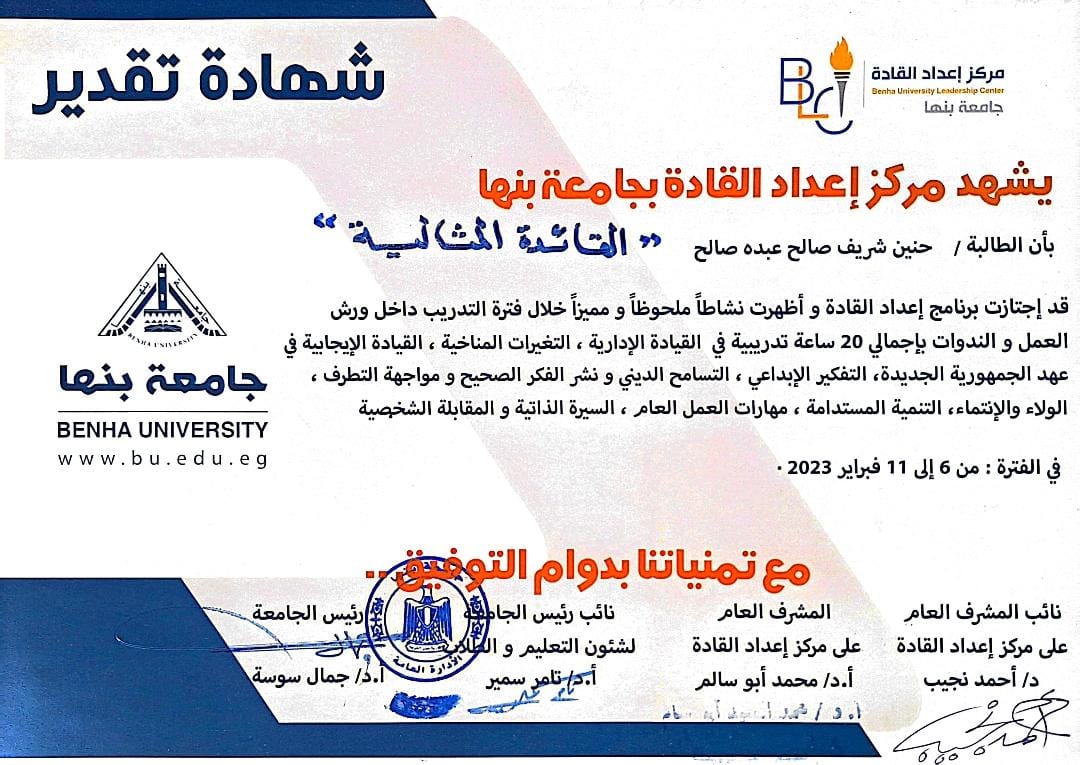 شهادة تقدير
BLC
مركز إعداد القادة
Benha University Leadership Center
جامعة بنها
يشهد مركز إعداد القادة بجامعة بنها
بأن الطالبة / حنين شريف صالح عبده صالح " القائدة المثالية "
قد إجتازت برنامج إعداد القادة و أظهرت نشاطاً ملحوظاً و مميزاً خلال فترة التدريب داخل ورش
العمل و الندوات بإجمالي 20 ساعة تدريبية في القيادة الإدارية ، التغيرات المناخية ، القيادة الإيجابية في
عهد الجمهورية الجديدة، التفكير الإبداعي ، التسامح الديني و نشر الفكر الصحيح و مواجهة التطرف ،
الولاء والإنتماء، التنمية المستدامة ، مهارات العمل العام ، السيرة الذاتية و المقابلة الشخصية
في الفترة : من 6 إلى 11 فبراير 2023 .
BENHA UNIVERSITY
جامعة بنها
BENHA UNIVERSITY
www.bu.edu.eg
مع تمنياتنا بدوام التوفيق..
نائب المشرف العام
على مركز إعداد القادة
د/ أحمد نجيب
المشرف العام
على مركز إعداد القادة
أ.د/ محمد أبو سالم
نائب رئيس الجامعة
لشئون التعليم و الطلاب
أ.د/ تامر سمير
رئيس الجامعة
أ.د/ جمال سوسة
الإدارة العامة